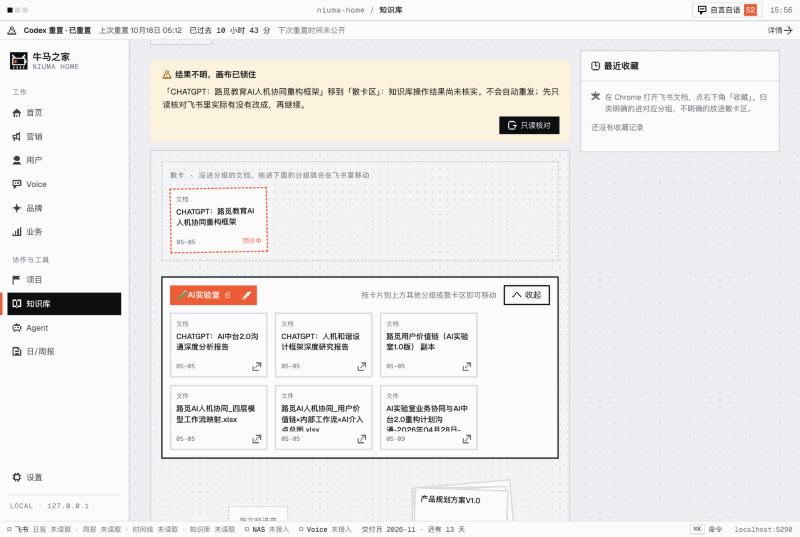 niuma-home / 知识库
自言自语 52
15:56
Codex 重置 · 已重置 上次重置 10月18日 05:12 已过去 10 小时 43 分 下次重置时间未公开
详情
牛马之家
NIUMA HOME
工作
首页
营销
用户
Voice
品牌
业务
协作与工具
项目
知识库
Agent
日/周报
设置
LOCAL · 127.0.0.1
结果不明，画布已锁住
「CHATGPT：路觅教育AI人机协同重构框架」移到「散卡区」：知识库操作结果尚未核实。不会自动重发；先只
读核对飞书里实际有没有改成，再继续。
只读核对
散卡 · 没进分组的文档，拖进下面的分组就会在飞书里移动
文档
CHATGPT：路觅教育AI
人机协同重构框架
05-05 同步中
AI实验室 6
拖卡片到上方其他分组或散卡区即可移动
收起
文档
CHATGPT：AI中台2.0沟
通深度分析报告
05-05
文档
CHATGPT：人机和谐设
计框架深度研究报告
05-05
文档
路觅用户价值链（AI实验
室1.0版） 副本
05-05
文件
路觅AI人机协同_四层模
型工作流映射.xlsx
05-05
文件
路觅AI人机协同_用户价
值链×内部工作流×AI介入
点总图.xlsx
05-05
文件
AI实验室业务协同与AI中
台2.0重构计划沟
通-2026年04月28日-
05-09
产品规划方案V1.0
最近收藏
在 Chrome 打开飞书文档，点右下角「收藏」。归
类明确的进对应分组，不明确的放进散卡区。
还没有收藏记录
飞书 日报 未读取 · 周报 未读取 · 时间线 未读取 · 知识库 未读取 NAS 未接入 Voice 未接入 交付月 2026-11 · 还有 13 天
⌘K 命令 localhost:5290